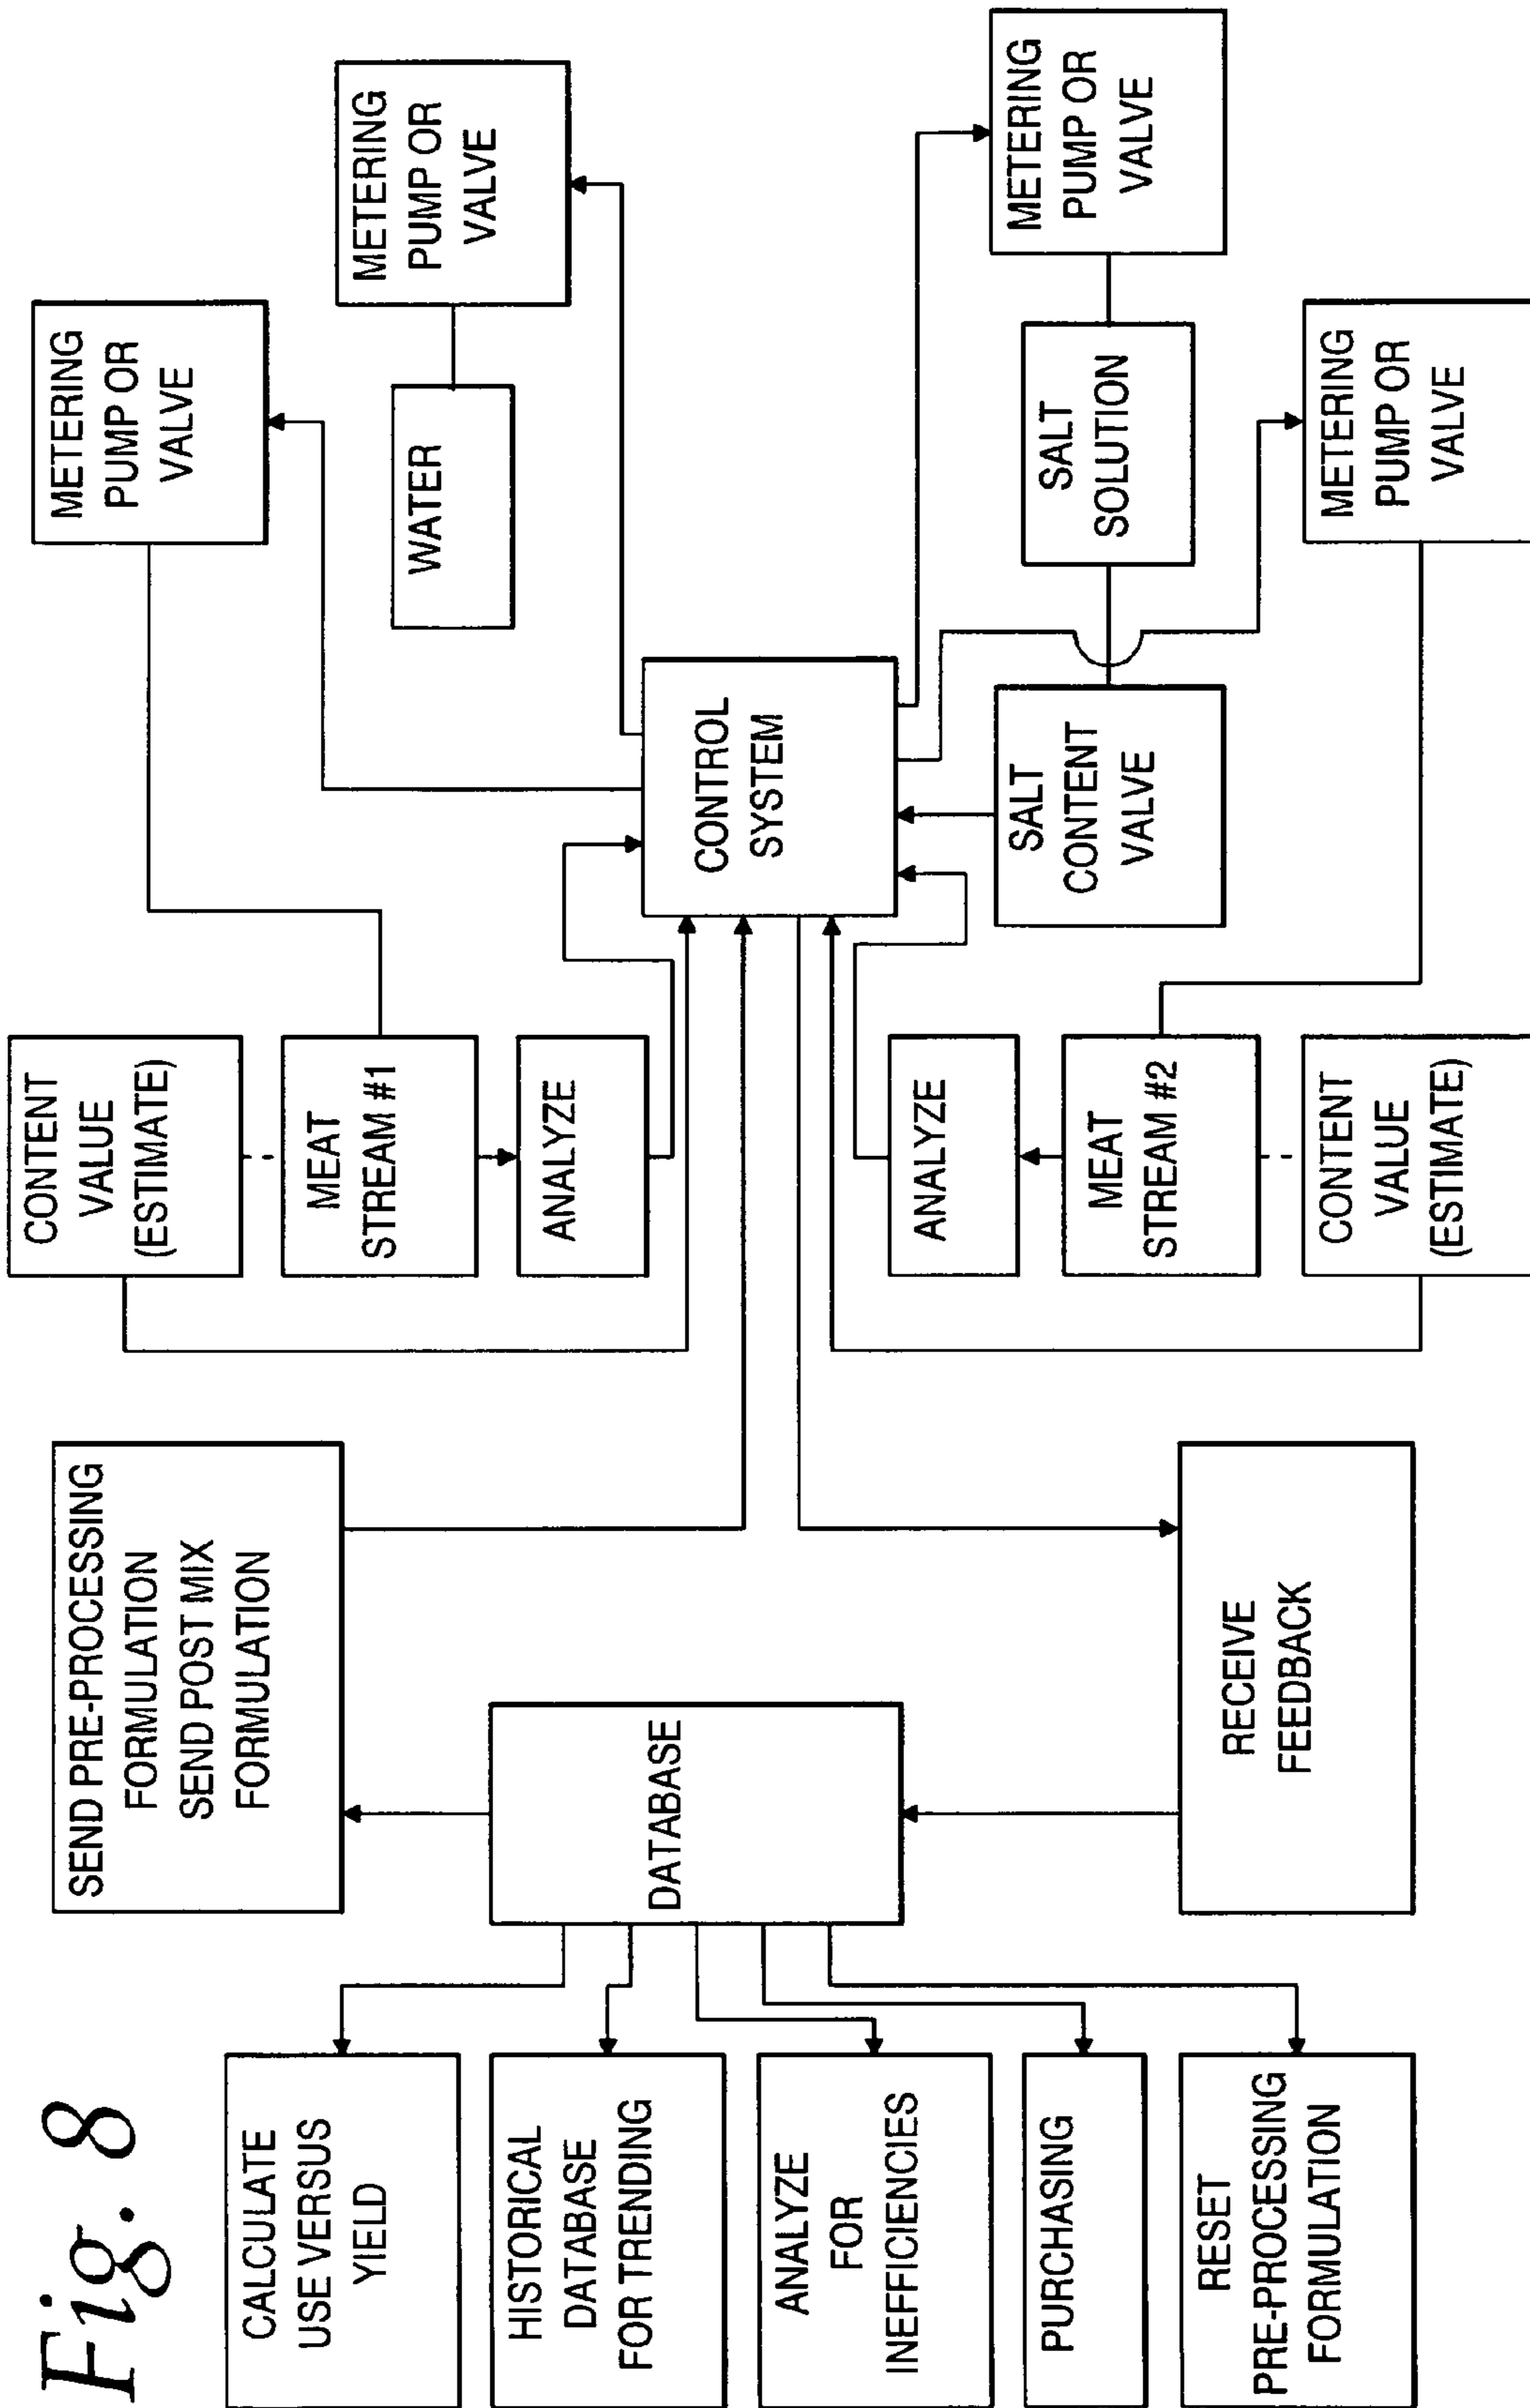 Fig. 8
CALCULATE
USE VERSUS
YIELD
HISTORICAL
DATABASE
FOR TRENDING
ANALYZE
FOR
INEFFICIENCIES
PURCHASING
RESET
PRE-PROCESSING
FORMULATION
SEND PRE-PROCESSING
FORMULATION
SEND POST MIX
FORMULATION
DATABASE
RECEIVE
FEEDBACK
CONTENT
VALUE
(ESTIMATE)
MEAT
STREAM #1
ANALYZE
ANALYZE
MEAT
STREAM #2
CONTENT
VALUE
(ESTIMATE)
CONTROL
SYSTEM
SALT
CONTENT
VALVE
METERING
PUMP OR
VALVE
WATER
METERING
PUMP OR
VALVE
SALT
SOLUTION
METERING
PUMP OR
VALVE
METERING
PUMP OR
VALVE